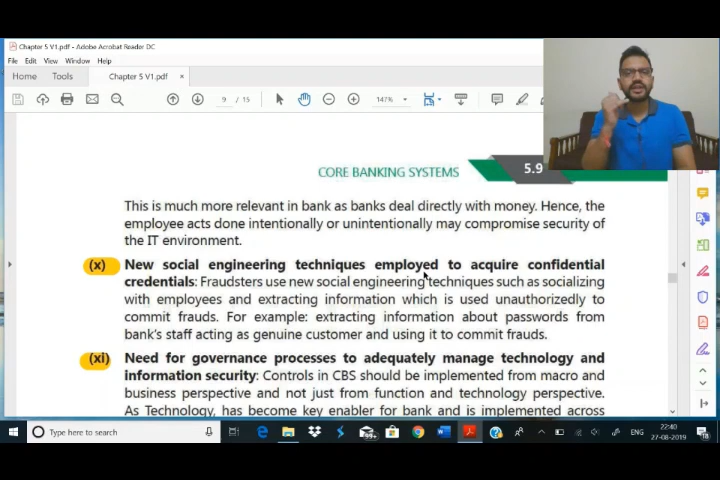 Chapter 5 V1.pdf - Adobe Acrobat Reader DC
File Edit View Window Help
Home Tools Chapter 5 V1.pdf ×
9 / 15 147%
CORE BANKING SYSTEMS 5.9
This is much more relevant in bank as banks deal directly with money. Hence, the
employee acts done intentionally or unintentionally may compromise security of
the IT environment.
(x) New social engineering techniques employed to acquire confidential
credentials: Fraudsters use new social engineering techniques such as socializing
with employees and extracting information which is used unauthorizedly to
commit frauds. For example: extracting information about passwords from
bank's staff acting as genuine customer and using it to commit frauds.
(xi) Need for governance processes to adequately manage technology and
information security: Controls in CBS should be implemented from macro and
business perspective and not just from function and technology perspective.
As Technology, has become key enabler for bank and is implemented across
Type here to search
99+
ENG
22:40
27-08-2019